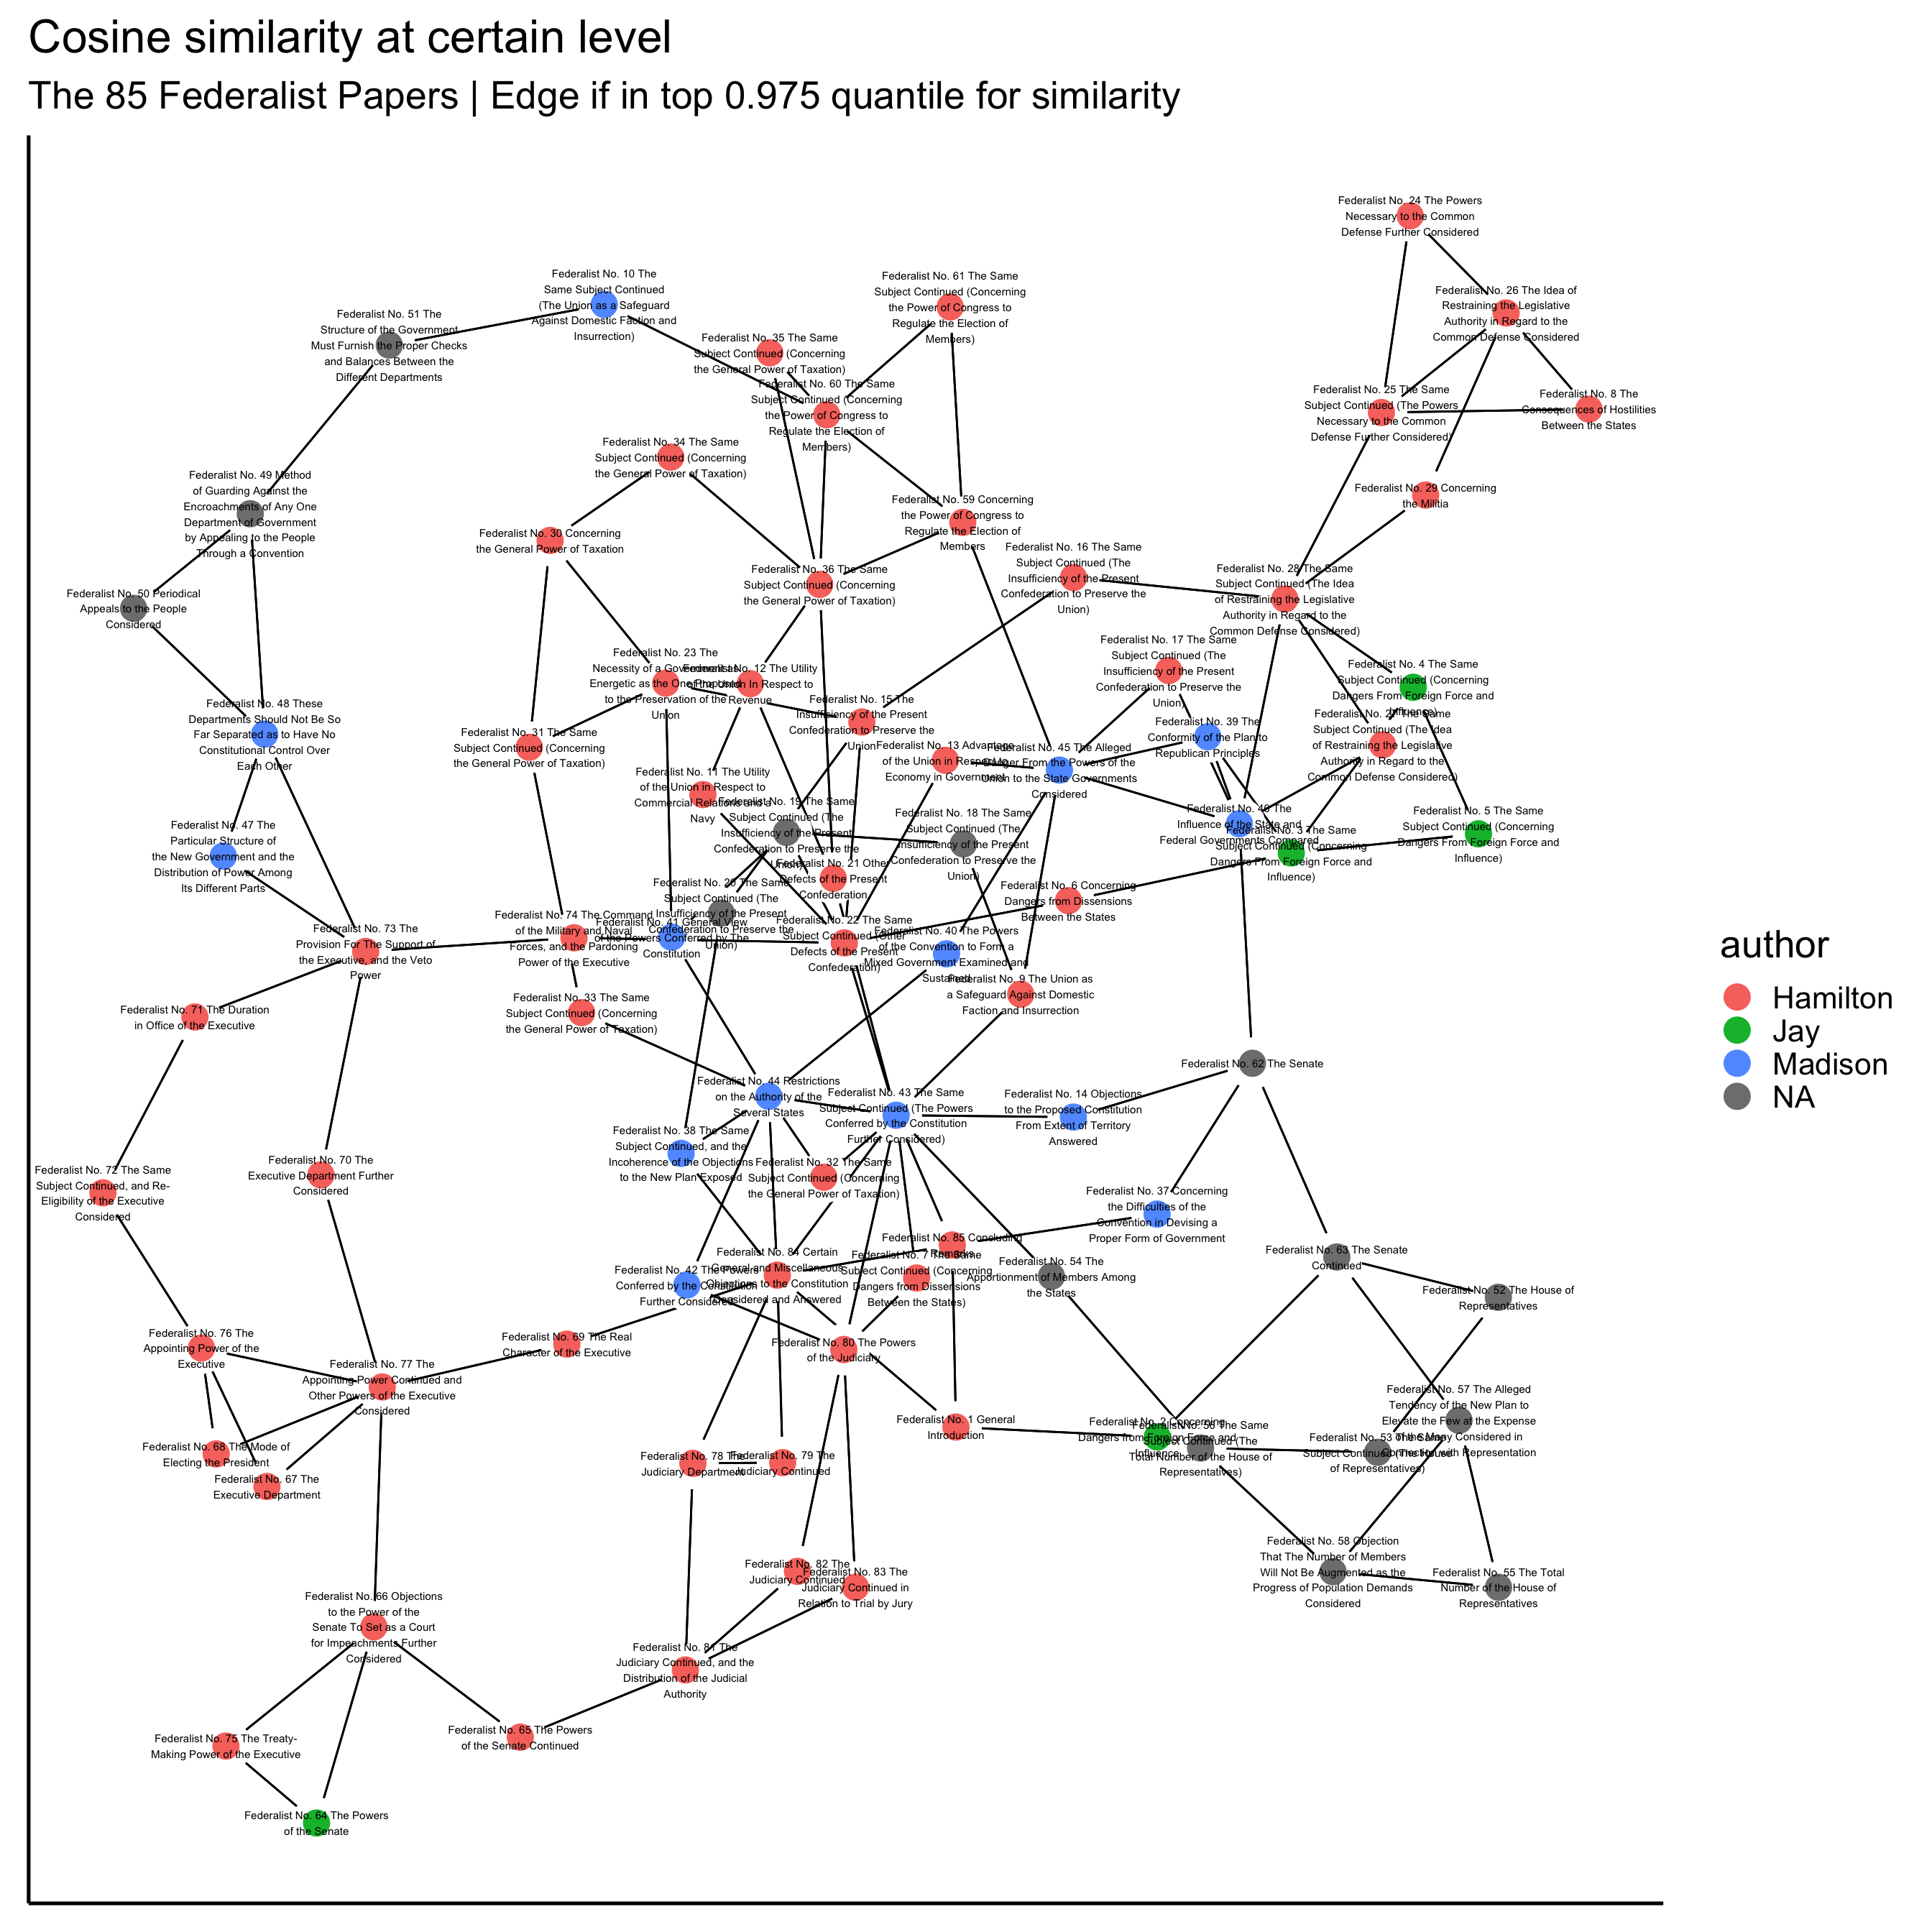 Cosine similarity at certain level
The 85 Federalist Papers | Edge if in top 0.975 quantile for similarity
Federalist No. 24 The Powers
Necessary to the Common
Defense Further Considered
Federalist No. 10 The
Same Subject Continued
(The Union as a Safeguard
Against Domestic Faction and
Insurrection)
Federalist No. 61 The Same
Subject Continued (Concerning
the Power of Congress to
Regulate the Election of
Members)
Federalist No. 26 The Idea of
Restraining the Legislative
Authority in Regard to the
Common Defense Considered
Federalist No. 51 The
Structure of the Government
Must Furnish the Proper Checks
and Balances Between the
Different Departments
Federalist No. 35 The Same
Subject Continued (Concerning
the General Power of Taxation)
Federalist No. 60 The Same
Subject Continued (Concerning
the Power of Congress to
Regulate the Election of
Members)
Federalist No. 25 The Same
Subject Continued (The Powers
Necessary to the Common
Defense Further Considered)
Federalist No. 8 The
Consequences of Hostilities
Between the States
Federalist No. 34 The Same
Subject Continued (Concerning
the General Power of Taxation)
Federalist No. 49 Method
of Guarding Against the
Encroachments of Any One
Department of Government
by Appealing to the People
Through a Convention
Federalist No. 29 Concerning
the Militia
Federalist No. 59 Concerning
the Power of Congress to
Regulate the Election of
Members
Federalist No. 30 Concerning
the General Power of Taxation
Federalist No. 16 The Same
Subject Continued (The
Insufficiency of the Present
Confederation to Preserve the
Union)
Federalist No. 36 The Same
Subject Continued (Concerning
the General Power of Taxation)
Federalist No. 28 The Same
Subject Continued (The Idea
of Restraining the Legislative
Authority in Regard to the
Common Defense Considered)
Federalist No. 50 Periodical
Appeals to the People
Considered
Federalist No. 17 The Same
Subject Continued (The
Insufficiency of the Present
Confederation to Preserve the
Union)
Federalist No. 23 The
Necessity of a Government as
Energetic as the One Proposed
to the Preservation of the
Union
Federalist No. 12 The Utility
of the Union In Respect to
Revenue
Federalist No. 4 The Same
Subject Continued (Concerning
Dangers From Foreign Force and
Influence)
Federalist No. 48 These
Departments Should Not Be So
Far Separated as to Have No
Constitutional Control Over
Each Other
Federalist No. 15 The
Insufficiency of the Present
Confederation to Preserve the
Union
Federalist No. 27 The Same
Subject Continued (The Idea
of Restraining the Legislative
Authority in Regard to the
Common Defense Considered)
Federalist No. 39 The
Conformity of the Plan to
Republican Principles
Federalist No. 31 The Same
Subject Continued (Concerning
the General Power of Taxation)
Federalist No. 13 Advantage
of the Union in Respect to
Economy in Government
Federalist No. 45 The Alleged
Danger From the Powers of the
Union to the State Governments
Considered
Federalist No. 11 The Utility
of the Union in Respect to
Commercial Relations and a
Navy
Federalist No. 19 The Same
Subject Continued (The
Insufficiency of the Present
Confederation to Preserve the
Union)
Federalist No. 18 The Same
Subject Continued (The
Insufficiency of the Present
Confederation to Preserve the
Union)
Federalist No. 46 The
Influence of the State and
Federal Governments Compared
Federalist No. 3 The Same
Subject Continued (Concerning
Dangers From Foreign Force and
Influence)
Federalist No. 5 The Same
Subject Continued (Concerning
Dangers From Foreign Force and
Influence)
Federalist No. 47 The
Particular Structure of
the New Government and the
Distribution of Power Among
Its Different Parts
Federalist No. 21 Other
Defects of the Present
Confederation
Federalist No. 20 The Same
Subject Continued (The
Insufficiency of the Present
Confederation to Preserve the
Union)
Federalist No. 6 Concerning
Dangers from Dissensions
Between the States
author
Hamilton
Jay
Madison
NA
Federalist No. 73 The
Provision For The Support of
the Executive, and the Veto
Power
Federalist No. 74 The Command
of the Military and Naval
Forces, and the Pardoning
Power of the Executive
Federalist No. 41 General View
of the Powers Conferred by The
Constitution
Federalist No. 22 The Same
Subject Continued (Other
Defects of the Present
Confederation)
Federalist No. 40 The Powers
of the Convention to Form a
Mixed Government Examined and
Sustained
Federalist No. 9 The Union as
a Safeguard Against Domestic
Faction and Insurrection
Federalist No. 71 The Duration
in Office of the Executive
Federalist No. 33 The Same
Subject Continued (Concerning
the General Power of Taxation)
Federalist No. 62 The Senate
Federalist No. 44 Restrictions
on the Authority of the
Several States
Federalist No. 43 The Same
Subject Continued (The Powers
Conferred by the Constitution
Further Considered)
Federalist No. 14 Objections
to the Proposed Constitution
From Extent of Territory
Answered
Federalist No. 38 The Same
Subject Continued, and the
Incoherence of the Objections
to the New Plan Exposed
Federalist No. 32 The Same
Subject Continued (Concerning
the General Power of Taxation)
Federalist No. 72 The Same
Subject Continued, and Re-
Eligibility of the Executive
Considered
Federalist No. 70 The
Executive Department Further
Considered
Federalist No. 37 Concerning
the Difficulties of the
Convention in Devising a
Proper Form of Government
Federalist No. 85 Concluding
Remarks
Federalist No. 63 The Senate
Continued
Federalist No. 84 Certain
General and Miscellaneous
Objections to the Constitution
Considered and Answered
Federalist No. 7 The Same
Subject Continued (Concerning
Dangers from Dissensions
Between the States)
Federalist No. 54 The
Apportionment of Members Among
the States
Federalist No. 42 The Powers
Conferred by the Constitution
Further Considered
Federalist No. 52 The House of
Representatives
Federalist No. 76 The
Appointing Power of the
Executive
Federalist No. 69 The Real
Character of the Executive
Federalist No. 80 The Powers
of the Judiciary
Federalist No. 77 The
Appointing Power Continued and
Other Powers of the Executive
Considered
Federalist No. 57 The Alleged
Tendency of the New Plan to
Elevate the Few at the Expense
of the Many Considered in
Connection with Representation
Federalist No. 1 General
Introduction
Federalist No. 2 Concerning
Dangers from Foreign Force and
Influence
Federalist No. 56 The Same
Subject Continued (The
Total Number of the House of
Representatives)
Federalist No. 53 The Same
Subject Continued (The House
of Representatives)
Federalist No. 68 The Mode of
Electing the President
Federalist No. 67 The
Executive Department
Federalist No. 78 The
Judiciary Department
Federalist No. 79 The
Judiciary Continued
Federalist No. 58 Objection
That The Number of Members
Will Not Be Augmented as the
Progress of Population Demands
Considered
Federalist No. 55 The Total
Number of the House of
Representatives
Federalist No. 82 The
Judiciary Continued
Federalist No. 83 The
Judiciary Continued in
Relation to Trial by Jury
Federalist No. 66 Objections
to the Power of the
Senate To Set as a Court
for Impeachments Further
Considered
Federalist No. 81 The
Judiciary Continued, and the
Distribution of the Judicial
Authority
Federalist No. 75 The Treaty-
Making Power of the Executive
Federalist No. 65 The Powers
of the Senate Continued
Federalist No. 64 The Powers
of the Senate